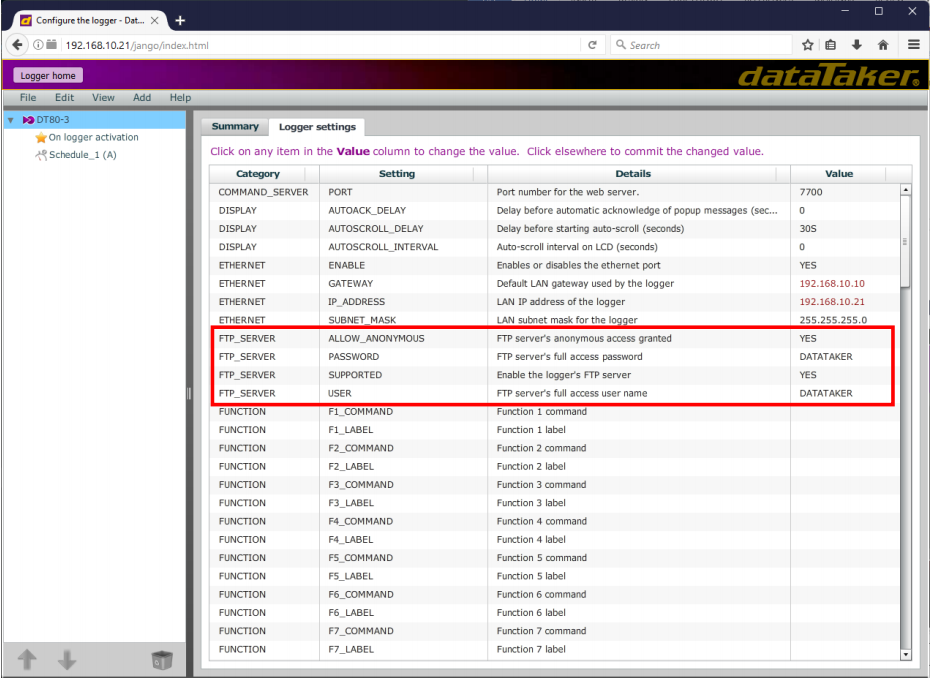 Configure the logger - Dat...
192.168.10.21/jango/index.html
Search
Logger home
dataTaker®
File Edit View Add Help
DT80-3
On logger activation
Schedule_1 (A)
Summary Logger settings
Click on any item in the Value column to change the value. Click elsewhere to commit the changed value.
Category Setting Details Value
COMMAND_SERVER PORT Port number for the web server. 7700
DISPLAY AUTOACK_DELAY Delay before automatic acknowledge of popup messages (sec... 0
DISPLAY AUTOSCROLL_DELAY Delay before starting auto-scroll (seconds) 30S
DISPLAY AUTOSCROLL_INTERVAL Auto-scroll interval on LCD (seconds) 0
ETHERNET ENABLE Enables or disables the ethernet port YES
ETHERNET GATEWAY Default LAN gateway used by the logger 192.168.10.10
ETHERNET IP_ADDRESS LAN IP address of the logger 192.168.10.21
ETHERNET SUBNET_MASK LAN subnet mask for the logger 255.255.255.0
FTP_SERVER ALLOW_ANONYMOUS FTP server's anonymous access granted YES
FTP_SERVER PASSWORD FTP server's full access password DATATAKER
FTP_SERVER SUPPORTED Enable the logger's FTP server YES
FTP_SERVER USER FTP server's full access user name DATATAKER
FUNCTION F1_COMMAND Function 1 command
FUNCTION F1_LABEL Function 1 label
FUNCTION F2_COMMAND Function 2 command
FUNCTION F2_LABEL Function 2 label
FUNCTION F3_COMMAND Function 3 command
FUNCTION F3_LABEL Function 3 label
FUNCTION F4_COMMAND Function 4 command
FUNCTION F4_LABEL Function 4 label
FUNCTION F5_COMMAND Function 5 command
FUNCTION F5_LABEL Function 5 label
FUNCTION F6_COMMAND Function 6 command
FUNCTION F6_LABEL Function 6 label
FUNCTION F7_COMMAND Function 7 command
FUNCTION F7_LABEL Function 7 label